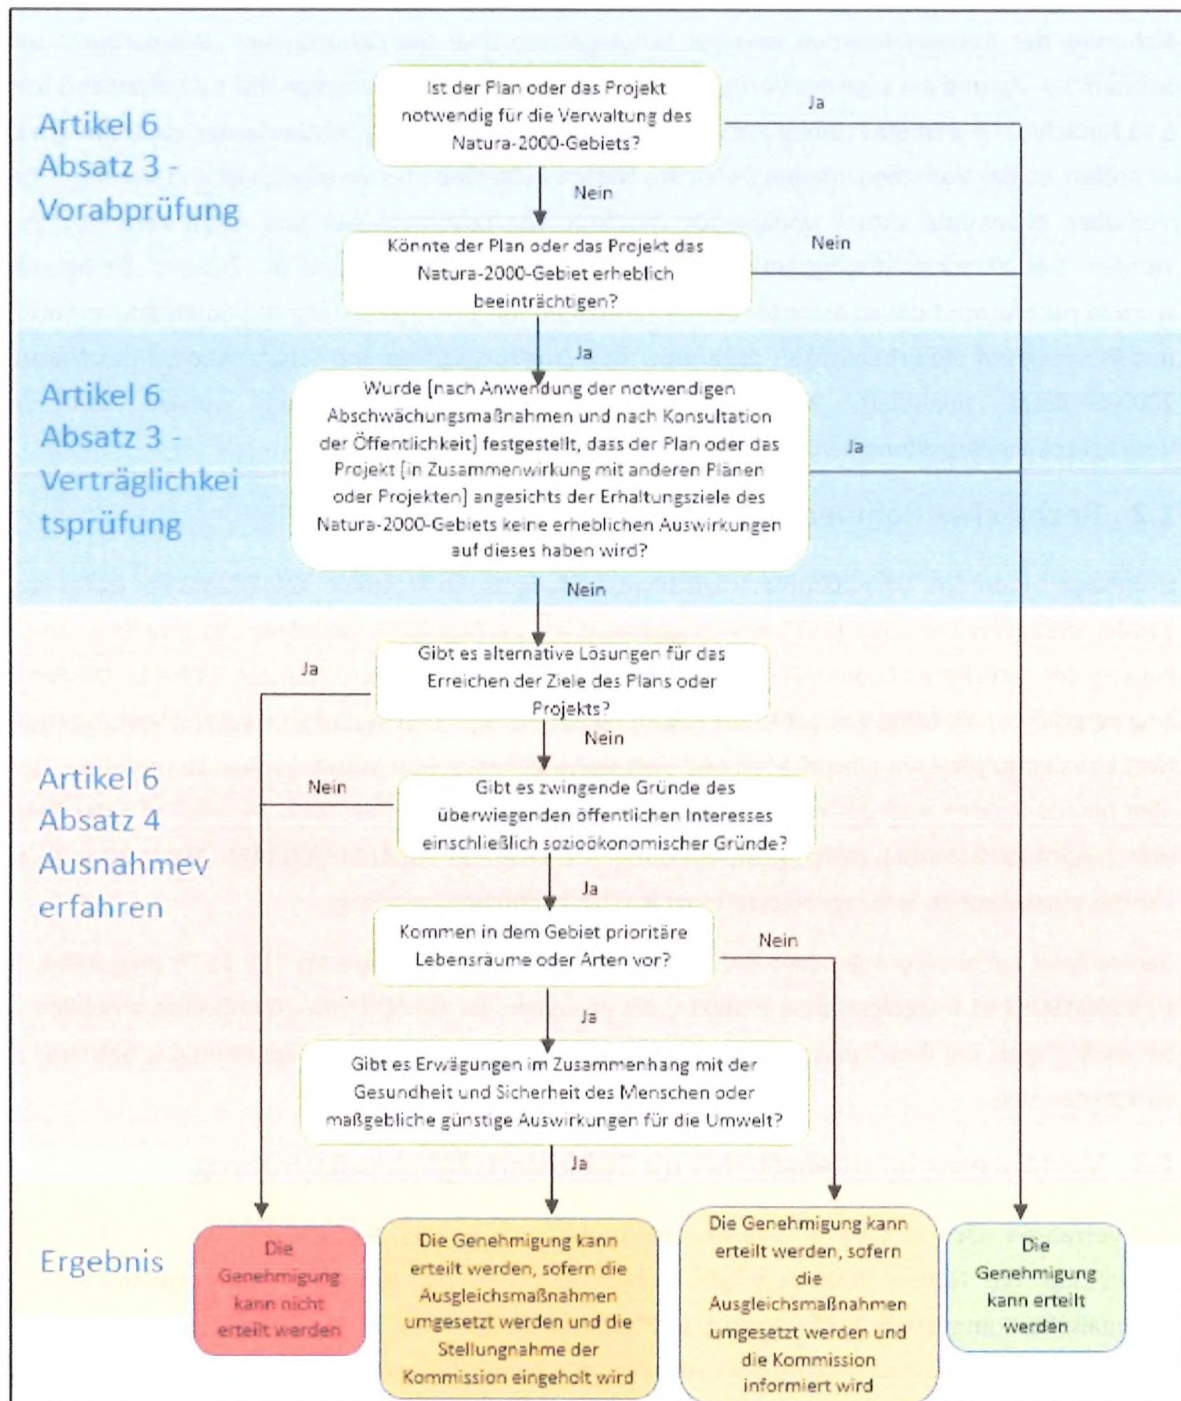 Ist der Plan oder das Projekt
notwendig für die Verwaltung des
Natura-2000-Gebiets?
Ja
Artikel 6
Absatz 3 -
Vorabprüfung
Nein
Könnte der Plan oder das Projekt das
Natura-2000-Gebiet erheblich
beeinträchtigen?
Nein
Ja
Artikel 6
Absatz 3 -
Verträglichkei
tsprüfung
Wurde [nach Anwendung der notwendigen
Abschwächungsmaßnahmen und nach Konsultation
der Öffentlichkeit] festgestellt, dass der Plan oder das
Projekt [in Zusammenwirkung mit anderen Plänen
oder Projekten] angesichts der Erhaltungsziele des
Natura-2000-Gebiets keine erheblichen Auswirkungen
auf dieses haben wird?
Ja
Nein
Gibt es alternative Lösungen für das
Erreichen der Ziele des Plans oder
Projekts?
Ja
Nein
Artikel 6
Absatz 4
Ausnahmev
erfahren
Nein
Gibt es zwingende Gründe des
überwiegenden öffentlichen Interesses
einschließlich sozioökonomischer Gründe?
Ja
Kommen in dem Gebiet prioritäre
Lebensräume oder Arten vor?
Nein
Ja
Gibt es Erwägungen im Zusammenhang mit der
Gesundheit und Sicherheit des Menschen oder
maßgebliche günstige Auswirkungen für die Umwelt?
Ja
Ergebnis
Die
Genehmigung
kann nicht
erteilt werden
Die Genehmigung kann
erteilt werden, sofern die
Ausgleichsmaßnahmen
umgesetzt werden und die
Stellungnahme der
Kommission eingeholt wird
Die Genehmigung kann
erteilt werden, sofern
die
Ausgleichsmaßnahmen
umgesetzt werden und
die Kommission
informiert wird
Die
Genehmigung
kann erteilt
werden